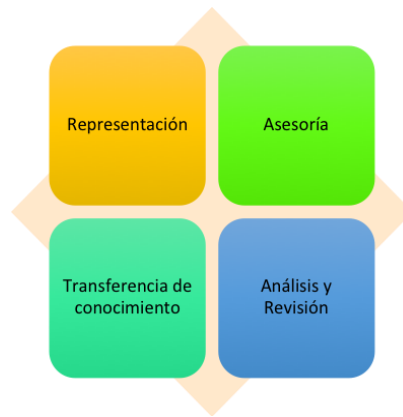 Representación
Asesoría
Transferencia de
conocimiento
Análisis y
Revisión